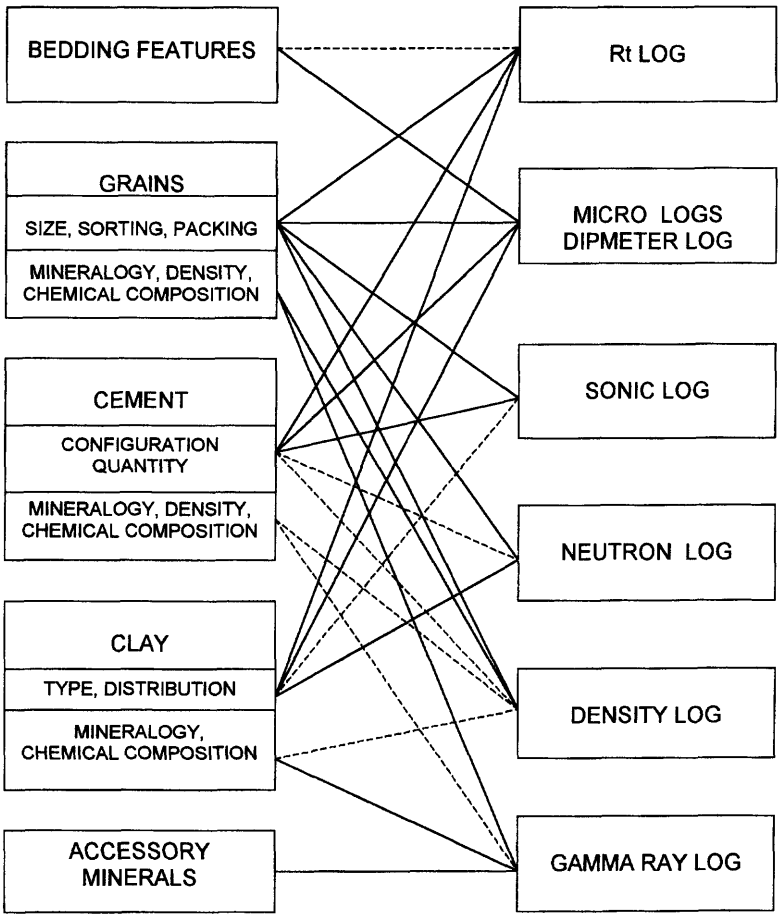 BEDDING FEATURES
GRAINS
SIZE, SORTING, PACKING
MINERALOGY, DENSITY,
CHEMICAL COMPOSITION
CEMENT
CONFIGURATION
QUANTITY
MINERALOGY, DENSITY,
CHEMICAL COMPOSITION
CLAY
TYPE, DISTRIBUTION
MINERALOGY,
CHEMICAL COMPOSITION
ACCESSORY
MINERALS
Rt LOG
MICRO LOGS
DIPMETER LOG
SONIC LOG
NEUTRON LOG
DENSITY LOG
GAMMA RAY LOG